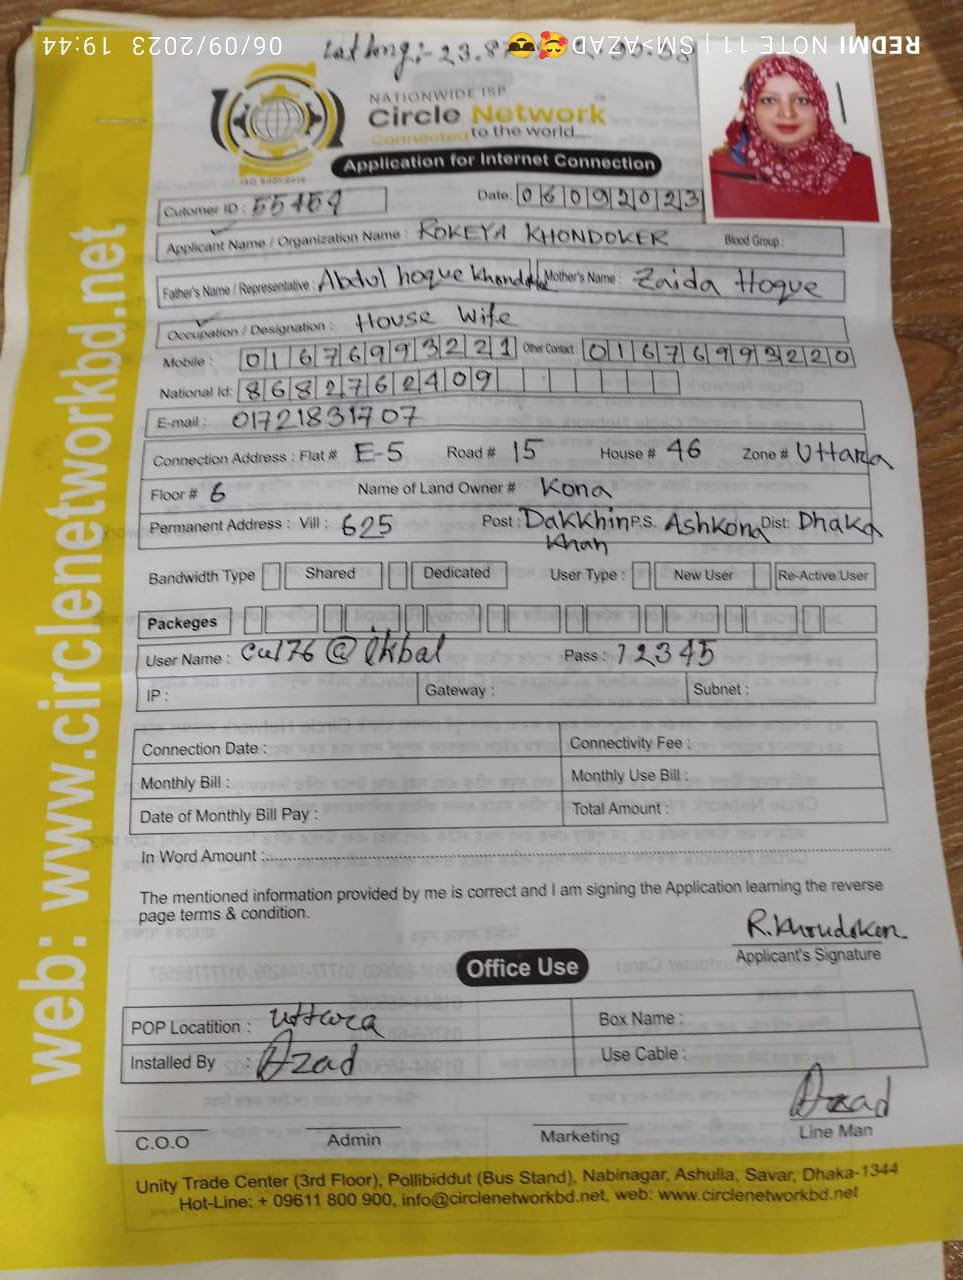 REDMI NOTE 11 | SM>AZAD 06/09/2023 19:44
Lat long:- 23.8
NATIONWIDE ISP
Circle Network
Connected to the world....
ISO 9001:2015
Application for Internet Connection
Cutomer ID : 55459 Date: 06092023
Applicant Name / Organization Name : ROKEYA KHONDOKER Blood Group :
Father's Name / Representative : Abdul hoque Mother's Name : Zaida Hoque
Occupation / Designation : House Wife
Mobile : 01676993221 Other Contact : 01676993220
National Id: 8682762409
E-mail : 01721831707
Connection Address : Flat # E-5 Road # 15 House # 46 Zone # Uttara
Floor # 6 Name of Land Owner # Kona
Permanent Address : Vill : 625 Post : Dakkhin P.S. Ashkona Dist: Dhaka
khan
Bandwidth Type Shared Dedicated User Type : New User Re-Active User
Packeges
User Name : cul76@ikbal Pass : 12345
IP : Gateway : Subnet :
Connection Date : Connectivity Fee :
Monthly Bill : Monthly Use Bill :
Date of Monthly Bill Pay : Total Amount :
In Word Amount :
The mentioned information provided by me is correct and I am signing the Application learning the reverse
page terms & condition.
R.Khondoker
Applicant's Signature
Office Use
POP Locatition : Uttara Box Name :
Installed By : Azad Use Cable :
Azad
C.O.O Admin Marketing Line Man
Unity Trade Center (3rd Floor), Pollibiddut (Bus Stand), Nabinagar, Ashulia, Savar, Dhaka-1344
Hot-Line: + 09611 800 900, info@circlenetworkbd.net, web: www.circlenetworkbd.net
web: www.circlenetworkbd.net